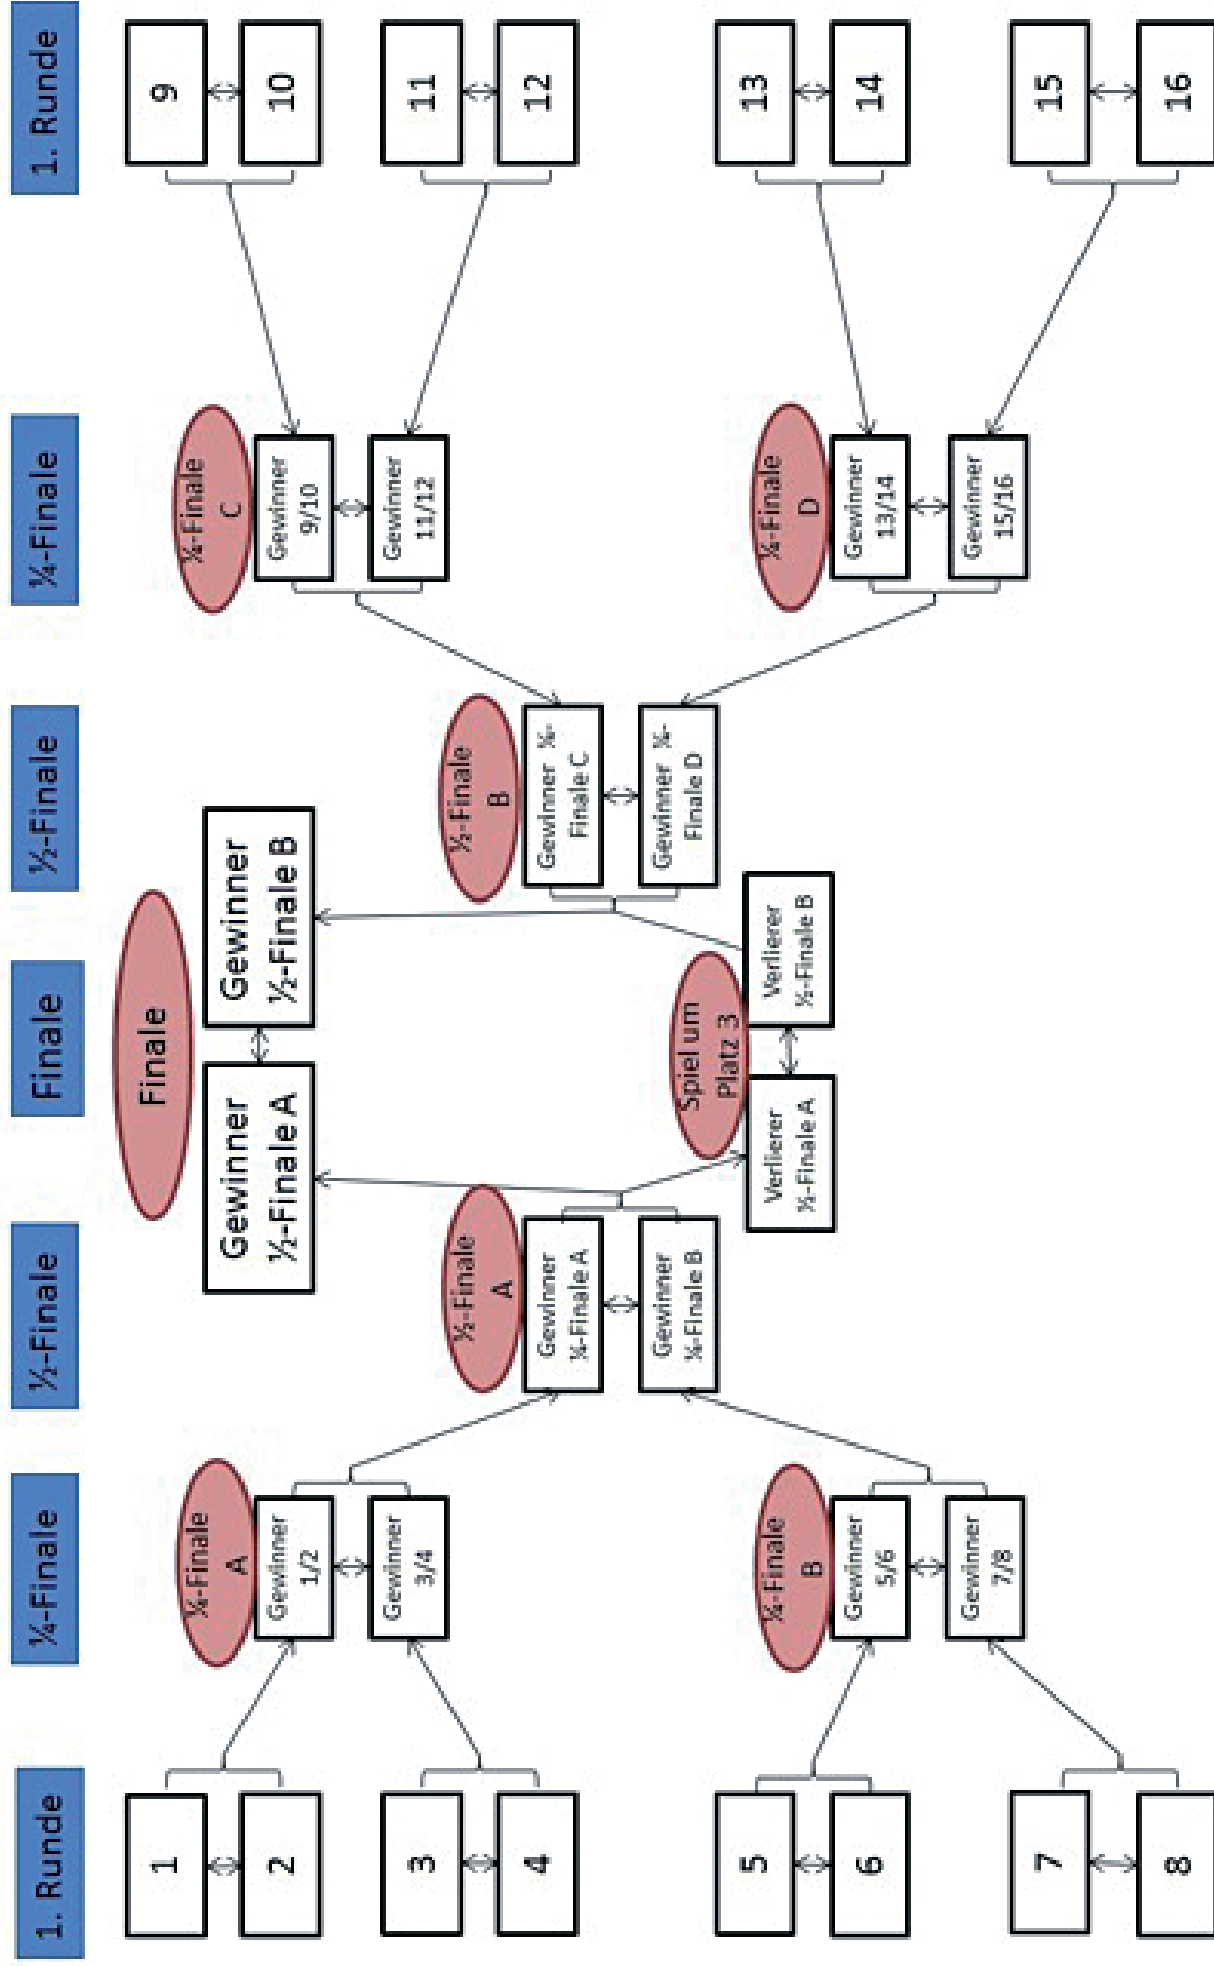 1. Runde
¼-Finale
½-Finale
Finale
½-Finale
¼-Finale
1. Runde
1
2
3
4
5
6
7
8
¼-Finale
A
Gewinner
1/2
Gewinner
3/4
¼-Finale
B
Gewinner
5/6
Gewinner
7/8
½-Finale
A
Gewinner
¼-Finale A
Gewinner
¼-Finale B
Finale
Gewinner
½-Finale A
Gewinner
½-Finale B
Spiel um
Platz 3
Verlierer
½-Finale A
Verlierer
½-Finale B
½-Finale
B
Gewinner ¼-
Finale C
Gewinner ¼-
Finale D
¼-Finale
C
Gewinner
9/10
Gewinner
11/12
¼-Finale
D
Gewinner
13/14
Gewinner
15/16
9
10
11
12
13
14
15
16